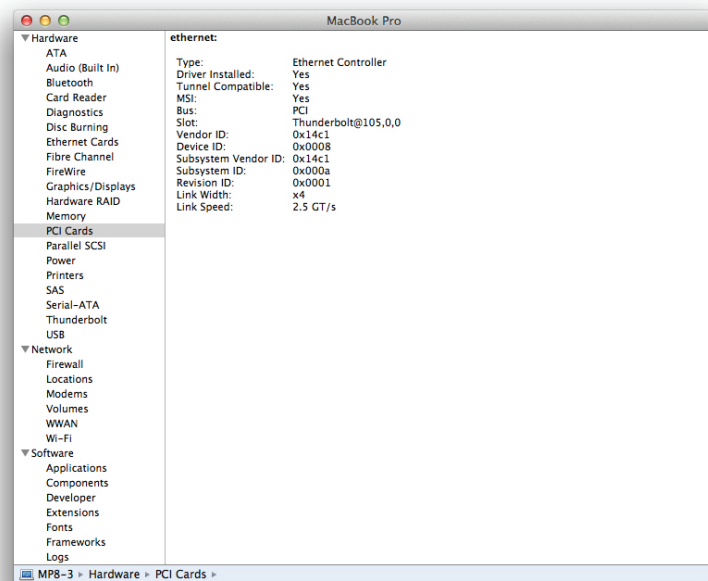 MacBook Pro
Hardware
ATA
Audio (Built In)
Bluetooth
Card Reader
Diagnostics
Disc Burning
Ethernet Cards
Fibre Channel
FireWire
Graphics/Displays
Hardware RAID
Memory
PCI Cards
Parallel SCSI
Power
Printers
SAS
Serial-ATA
Thunderbolt
USB
Network
Firewall
Locations
Modems
Volumes
WWAN
Wi-Fi
Software
Applications
Components
Developer
Extensions
Fonts
Frameworks
Logs
ethernet:
Type: Ethernet Controller
Driver Installed: Yes
Tunnel Compatible: Yes
MSI: Yes
Bus: PCI
Slot: Thunderbolt@105,0,0
Vendor ID: 0x14c1
Device ID: 0x0008
Subsystem Vendor ID: 0x14c1
Subsystem ID: 0x000a
Revision ID: 0x0001
Link Width: x4
Link Speed: 2.5 GT/s
MP8-3 ▸ Hardware ▸ PCI Cards ▸